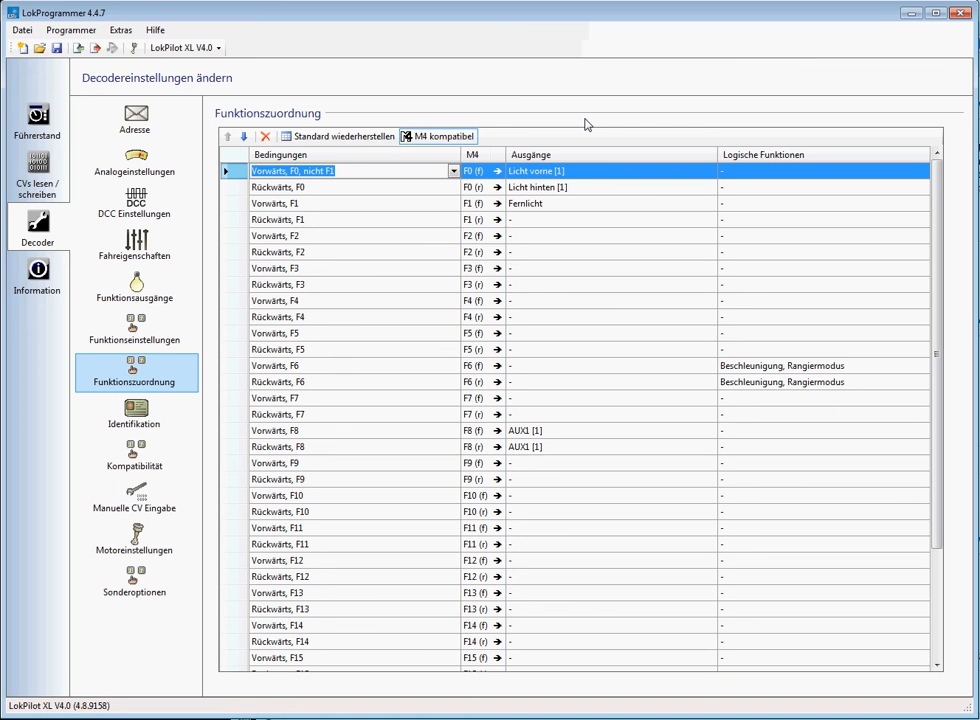 LokProgrammer 4.4.7
Datei Programmer Extras Hilfe
LokPilot XL V4.0
Decodereinstellungen ändern
Führerstand
CVs lesen /
schreiben
Decoder
Information
Adresse
Analogeinstellungen
DCC
DCC Einstellungen
Fahreigenschaften
Funktionsausgänge
Funktionseinstellungen
Funktionszuordnung
Identifikation
Kompatibilität
Manuelle CV Eingabe
Motoreinstellungen
Sonderoptionen
Funktionszuordnung
Standard wiederherstellen M4 kompatibel
Bedingungen M4 Ausgänge Logische Funktionen
Vorwärts, F0, nicht F1 F0 (f) Licht vorne [1] -
Rückwärts, F0 F0 (r) Licht hinten [1] -
Vorwärts, F1 F1 (f) Fernlicht -
Rückwärts, F1 F1 (r) - -
Vorwärts, F2 F2 (f) - -
Rückwärts, F2 F2 (r) - -
Vorwärts, F3 F3 (f) - -
Rückwärts, F3 F3 (r) - -
Vorwärts, F4 F4 (f) - -
Rückwärts, F4 F4 (r) - -
Vorwärts, F5 F5 (f) - -
Rückwärts, F5 F5 (r) - -
Vorwärts, F6 F6 (f) - Beschleunigung, Rangiermodus
Rückwärts, F6 F6 (r) - Beschleunigung, Rangiermodus
Vorwärts, F7 F7 (f) - -
Rückwärts, F7 F7 (r) - -
Vorwärts, F8 F8 (f) AUX1 [1] -
Rückwärts, F8 F8 (r) AUX1 [1] -
Vorwärts, F9 F9 (f) - -
Rückwärts, F9 F9 (r) - -
Vorwärts, F10 F10 (f) - -
Rückwärts, F10 F10 (r) - -
Vorwärts, F11 F11 (f) - -
Rückwärts, F11 F11 (r) - -
Vorwärts, F12 F12 (f) - -
Rückwärts, F12 F12 (r) - -
Vorwärts, F13 F13 (f) - -
Rückwärts, F13 F13 (r) - -
Vorwärts, F14 F14 (f) - -
Rückwärts, F14 F14 (r) - -
Vorwärts, F15 F15 (f) - -
LokPilot XL V4.0 (4.8.9158)